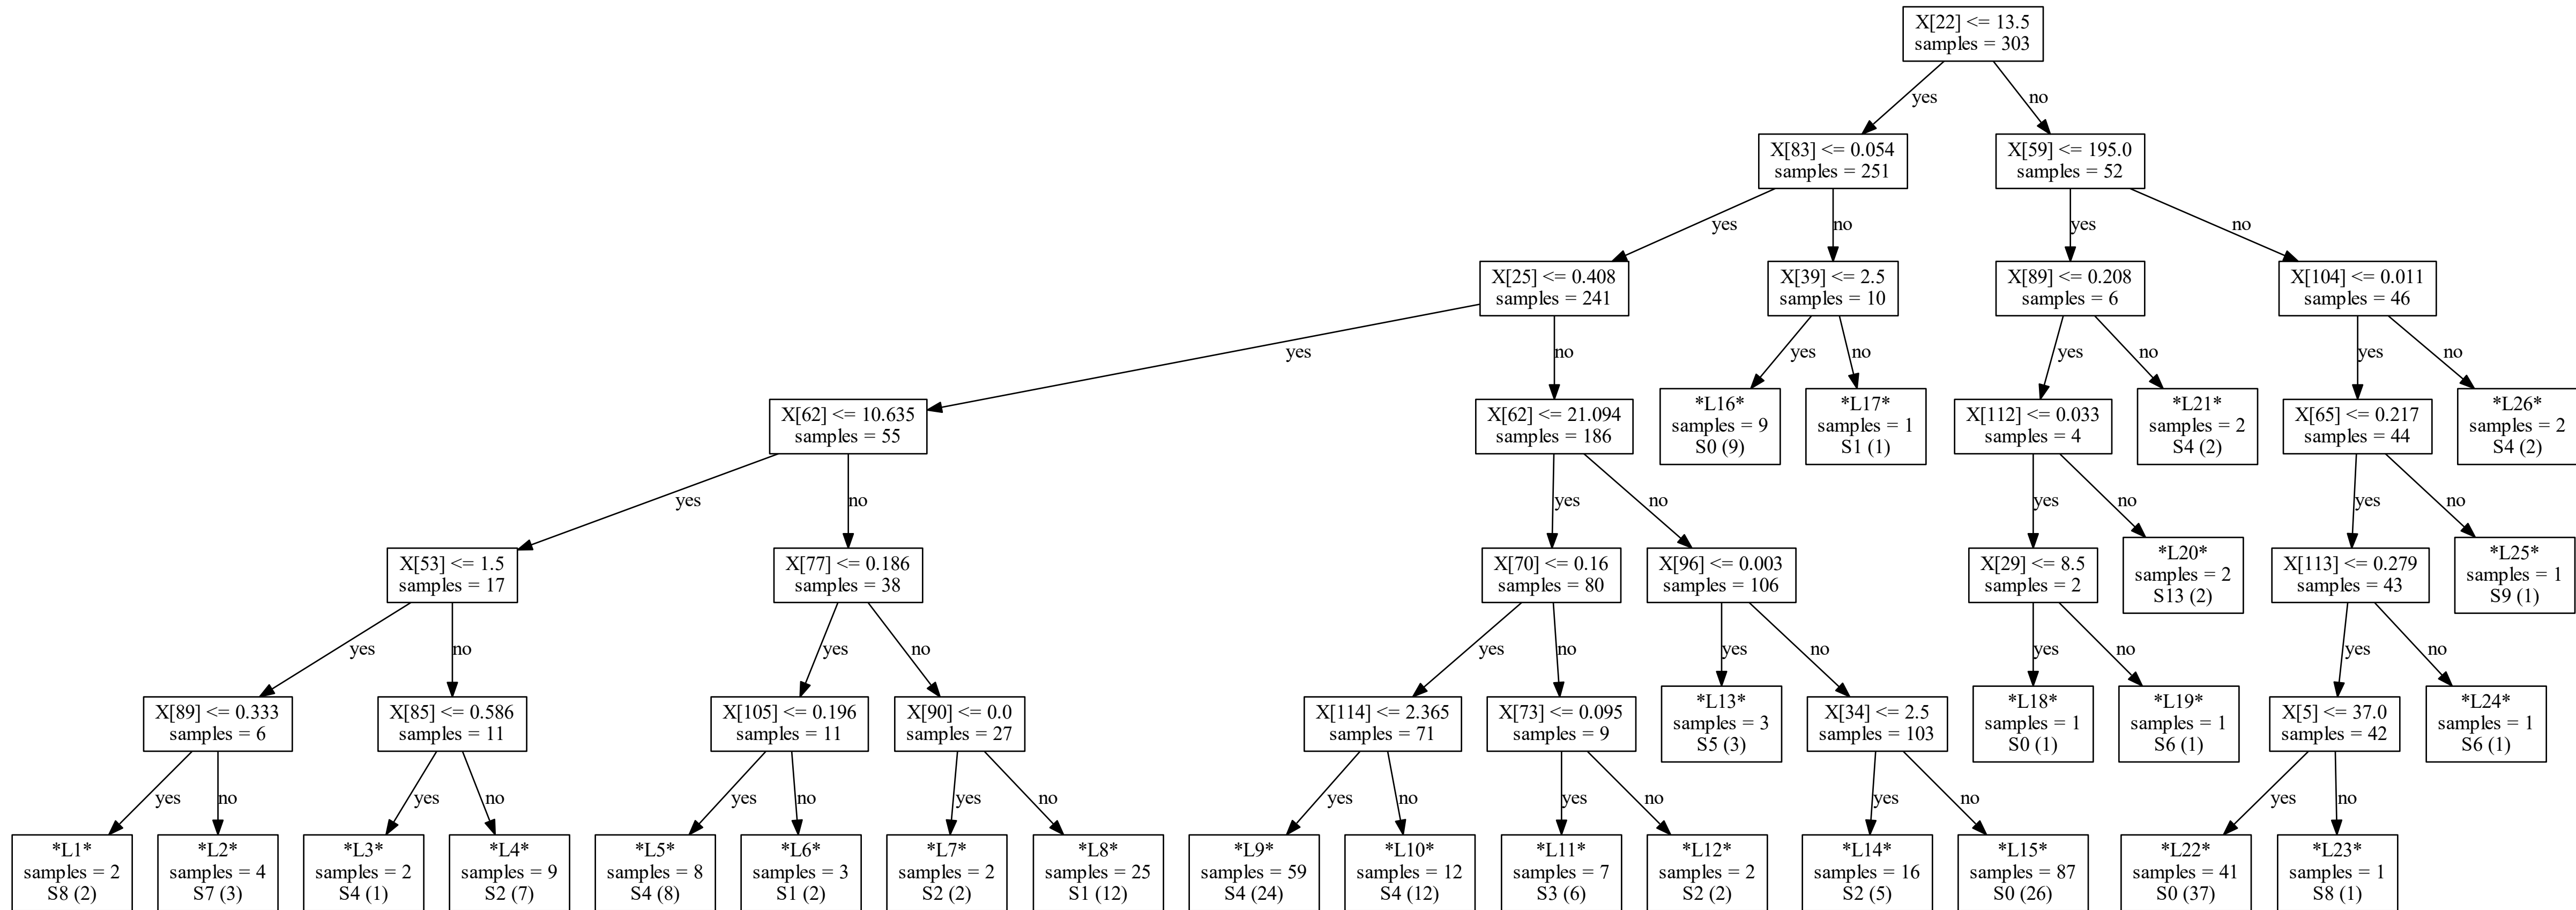 X[22] <= 13.5
samples = 303
yes
no
X[83] <= 0.054
samples = 251
X[59] <= 195.0
samples = 52
yes
no
yes
no
X[25] <= 0.408
samples = 241
X[39] <= 2.5
samples = 10
X[89] <= 0.208
samples = 6
X[104] <= 0.011
samples = 46
yes
no
yes
no
yes
no
yes
no
X[62] <= 10.635
samples = 55
X[62] <= 21.094
samples = 186
*L16*
samples = 9
S0 (9)
*L17*
samples = 1
S1 (1)
X[112] <= 0.033
samples = 4
*L21*
samples = 2
S4 (2)
X[65] <= 0.217
samples = 44
*L26*
samples = 2
S4 (2)
yes
no
yes
no
yes
no
yes
no
X[53] <= 1.5
samples = 17
X[77] <= 0.186
samples = 38
X[70] <= 0.16
samples = 80
X[96] <= 0.003
samples = 106
X[29] <= 8.5
samples = 2
*L20*
samples = 2
S13 (2)
X[113] <= 0.279
samples = 43
*L25*
samples = 1
S9 (1)
yes
no
yes
no
yes
no
yes
no
yes
no
yes
no
X[89] <= 0.333
samples = 6
X[85] <= 0.586
samples = 11
X[105] <= 0.196
samples = 11
X[90] <= 0.0
samples = 27
X[114] <= 2.365
samples = 71
X[73] <= 0.095
samples = 9
*L13*
samples = 3
S5 (3)
X[34] <= 2.5
samples = 103
*L18*
samples = 1
S0 (1)
*L19*
samples = 1
S6 (1)
X[5] <= 37.0
samples = 42
*L24*
samples = 1
S6 (1)
yes
no
yes
no
yes
no
yes
no
yes
no
yes
no
yes
no
yes
no
*L1*
samples = 2
S8 (2)
*L2*
samples = 4
S7 (3)
*L3*
samples = 2
S4 (1)
*L4*
samples = 9
S2 (7)
*L5*
samples = 8
S4 (8)
*L6*
samples = 3
S1 (2)
*L7*
samples = 2
S2 (2)
*L8*
samples = 25
S1 (12)
*L9*
samples = 59
S4 (24)
*L10*
samples = 12
S4 (12)
*L11*
samples = 7
S3 (6)
*L12*
samples = 2
S2 (2)
*L14*
samples = 16
S2 (5)
*L15*
samples = 87
S0 (26)
*L22*
samples = 41
S0 (37)
*L23*
samples = 1
S8 (1)